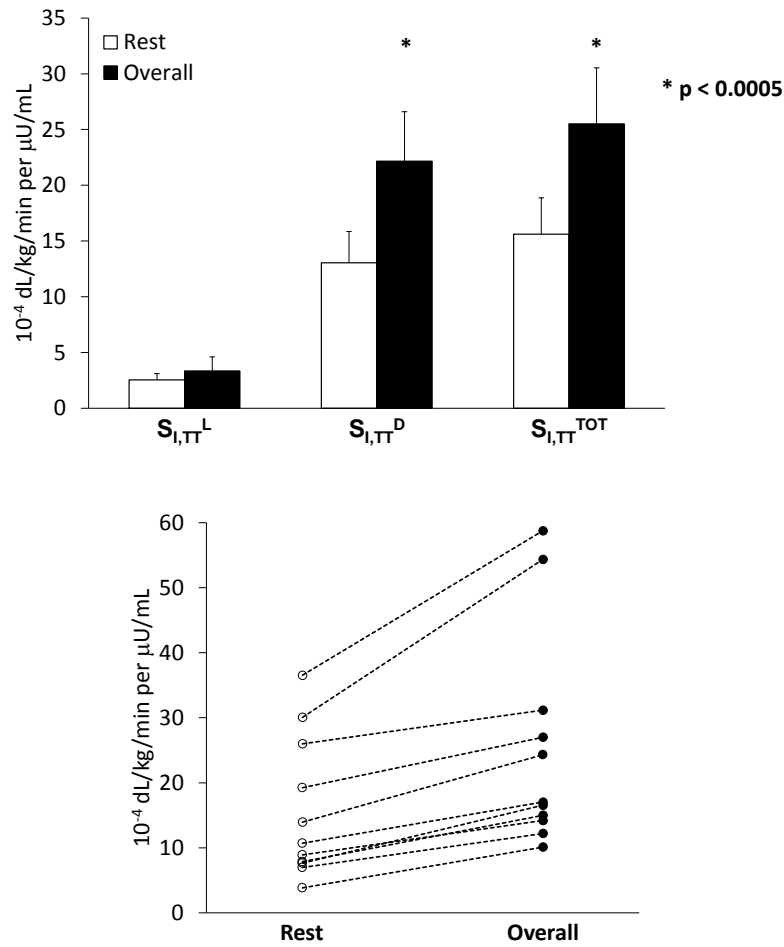 40
35
30
25
20
15
10
5
0
Rest
Overall
*
*
* p < 0.0005
10⁻⁴ dL/kg/min per μU/mL
S_I,TT^L
S_I,TT^D
S_I,TT^TOT
60
50
40
30
20
10
0
10⁻⁴ dL/kg/min per μU/mL
Rest
Overall